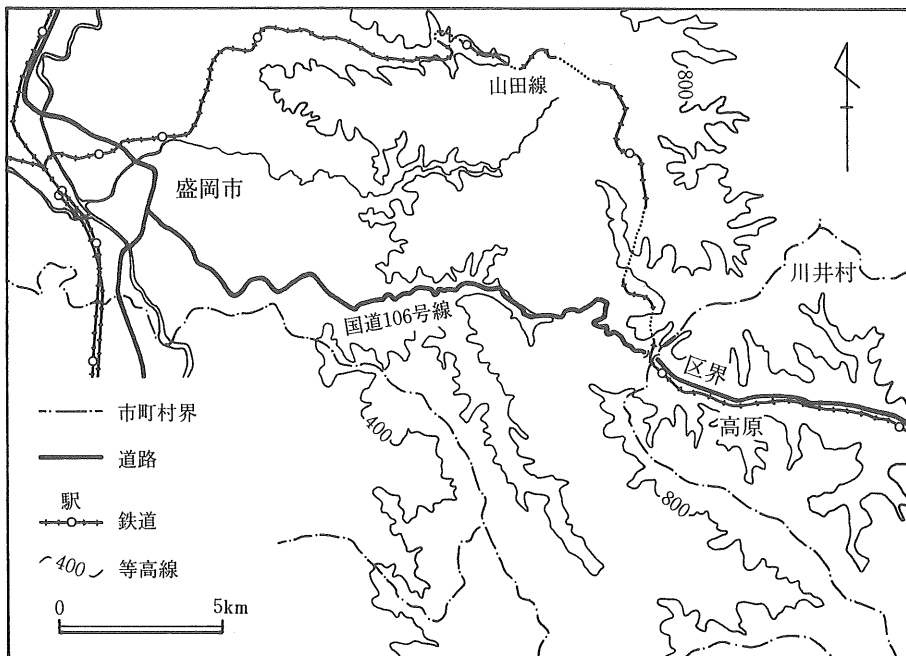 山田線
800
盛岡市
川井村
国道106号線
区界
高原
400
800
市町村界
道路
駅
鉄道
400 等高線
0 5km